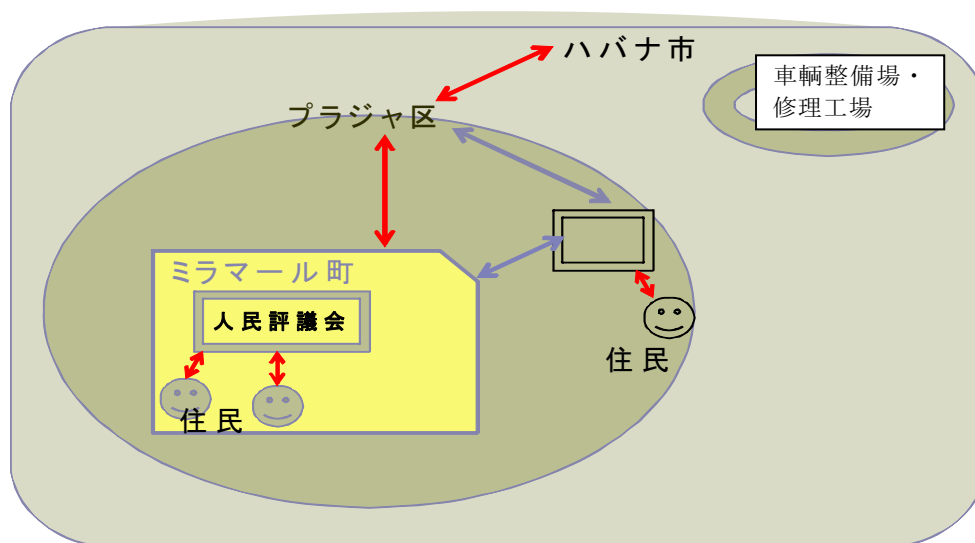 ハバナ市
車輌整備場・
修理工場
プラジャ区
ミラマール町
人民評議会
住民
住民